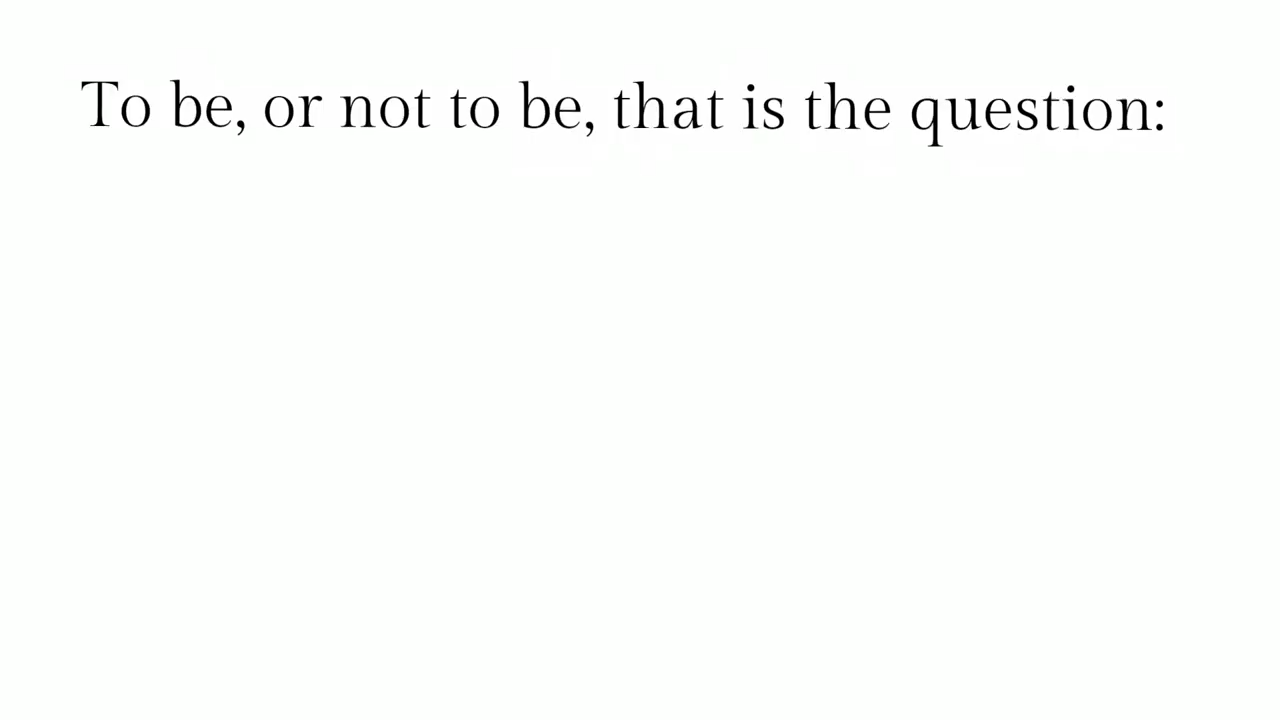 To be, or not to be, that is the question: